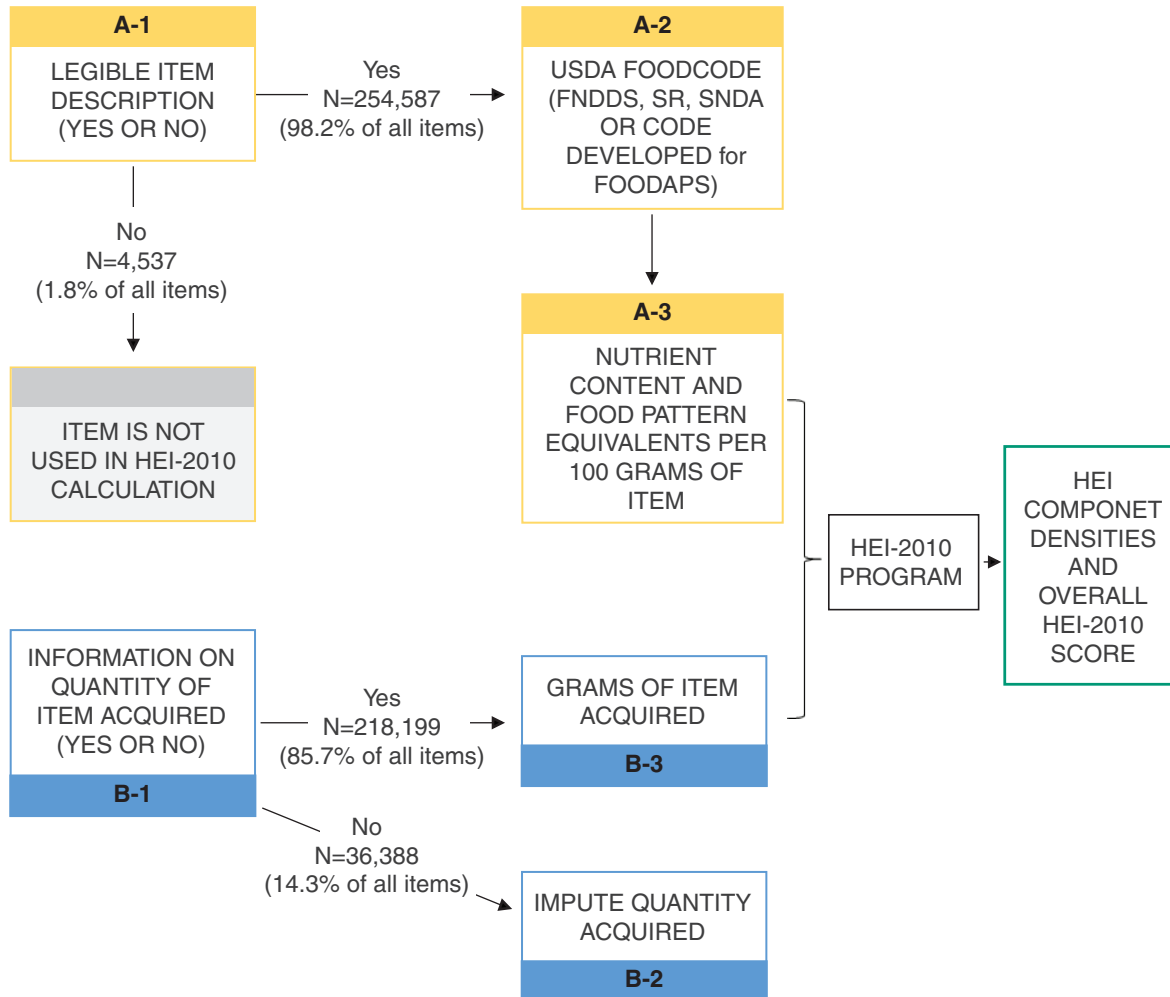 A-1
LEGIBLE ITEM
DESCRIPTION
(YES OR NO)
Yes
N=254,587
(98.2% of all items)
A-2
USDA FOODCODE
(FNDDS, SR, SNDA
OR CODE
DEVELOPED for
FOODAPS)
No
N=4,537
(1.8% of all items)
ITEM IS NOT
USED IN HEI-2010
CALCULATION
A-3
NUTRIENT
CONTENT AND
FOOD PATTERN
EQUIVALENTS PER
100 GRAMS OF
ITEM
HEI-2010
PROGRAM
HEI
COMPONET
DENSITIES
AND
OVERALL
HEI-2010
SCORE
INFORMATION ON
QUANTITY OF
ITEM ACQUIRED
(YES OR NO)
B-1
Yes
N=218,199
(85.7% of all items)
GRAMS OF ITEM
ACQUIRED
B-3
No
N=36,388
(14.3% of all items)
IMPUTE QUANTITY
ACQUIRED
B-2